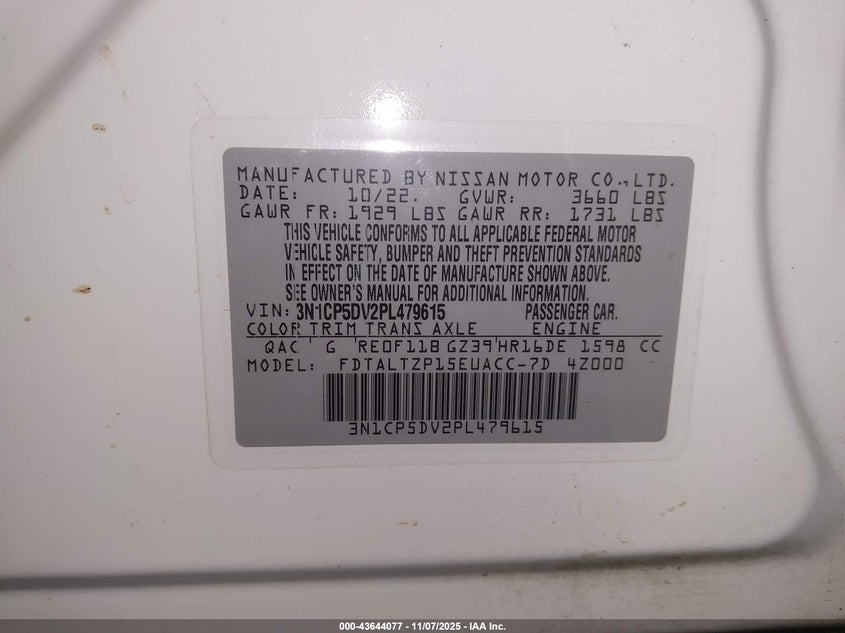 MANUFACTURED BY NISSAN MOTOR CO., LTD.
DATE: 10/22. GVWR: 3660 LBS
GAWR FR: 1929 LBS GAWR RR: 1731 LBS
THIS VEHICLE CONFORMS TO ALL APPLICABLE FEDERAL MOTOR
VEHICLE SAFETY, BUMPER AND THEFT PREVENTION STANDARDS
IN EFFECT ON THE DATE OF MANUFACTURE SHOWN ABOVE.
SEE OWNER'S MANUAL FOR ADDITIONAL INFORMATION.
VIN: 3N1CP5DV2PL479615 PASSENGER CAR.
COLOR TRIM TRANS AXLE ENGINE
QAC G RE0F11B GZ39 HR16DE 1598 CC
MODEL: FDTALTZP15EUACC-7D 4Z000
3N1CP5DV2PL479615
000-43644077 - 11/07/2025 - IAA Inc.